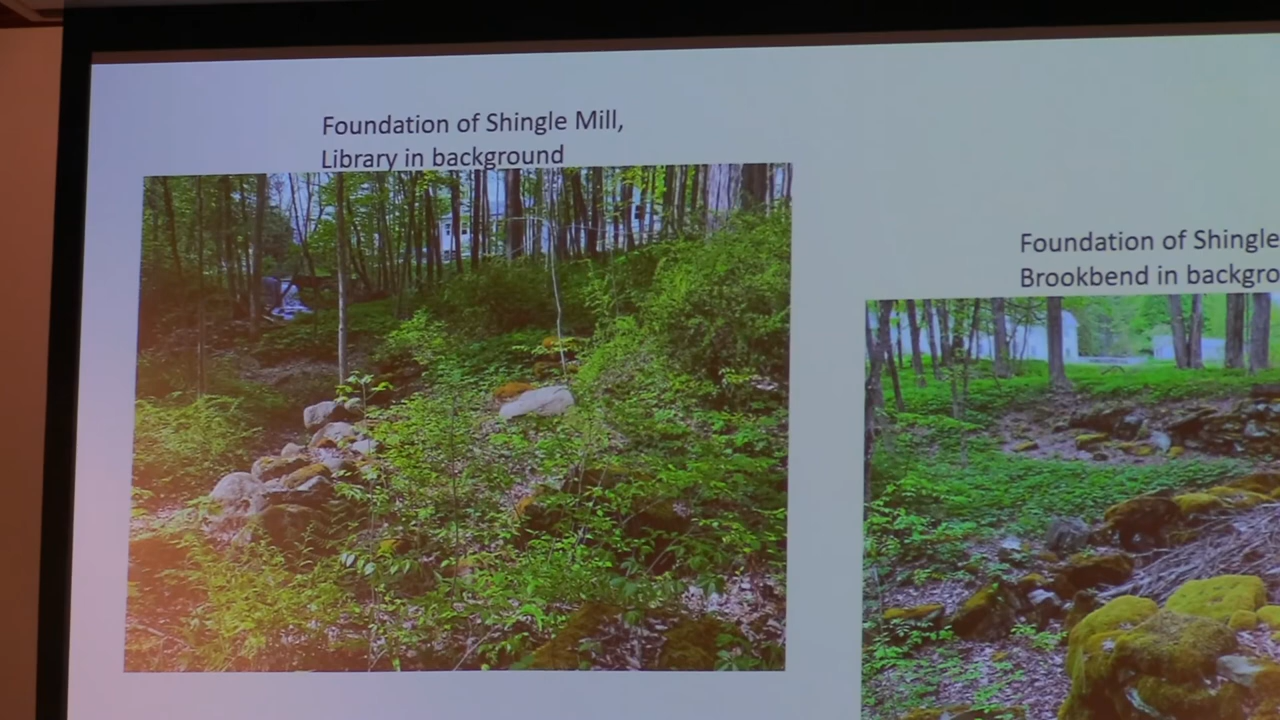 Foundation of Shingle Mill,
Library in background
Foundation of Shingle
Brookbend in backgro